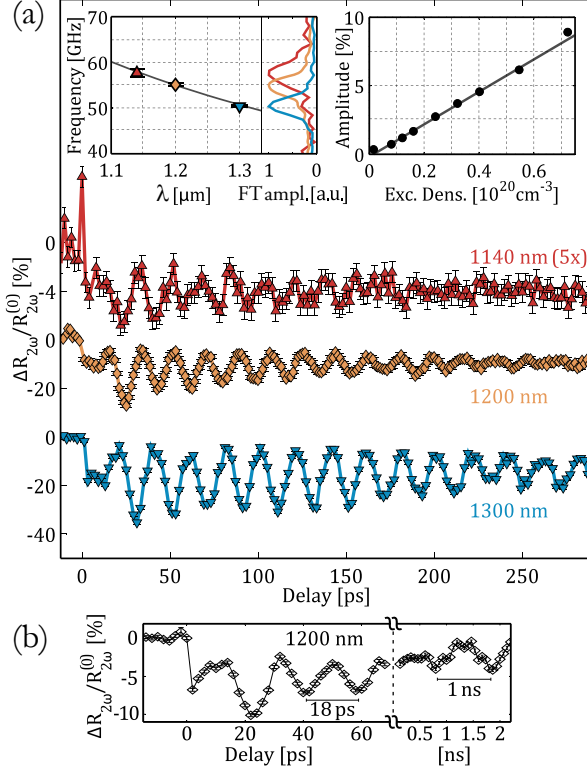 (a)
Frequency [GHz]
70
60
50
40
1.1
1.2
1.3
1
0
λ [μm]
FT ampl.[a.u.]
Amplitude [%]
10
5
0
0
0.2
0.4
0.6
Exc. Dens. [10²⁰cm⁻³]
ΔR₂ω/R₂ω⁽⁰⁾ [%]
0
-4
0
-20
0
-20
-40
1140 nm (5x)
1200 nm
1300 nm
0
50
100
150
200
250
Delay [ps]
(b)
ΔR₂ω/R₂ω⁽⁰⁾ [%]
0
-5
-10
1200 nm
18 ps
1 ns
0
20
40
60
0.5
1
1.5
2
Delay [ps]
[ns]